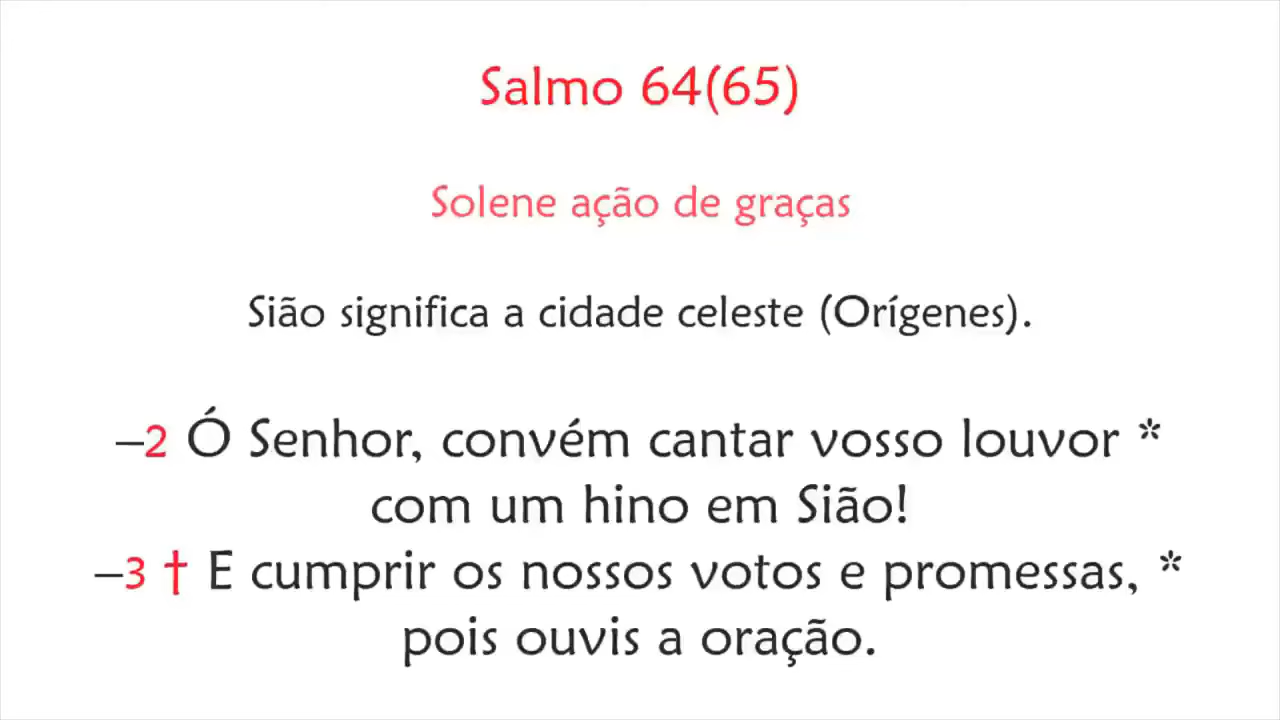 Salmo 64(65)
Solene ação de graças
Sião significa a cidade celeste (Orígenes).
–2 Ó Senhor, convém cantar vosso louvor *
com um hino em Sião!
–3 † E cumprir os nossos votos e promessas, *
pois ouvis a oração.